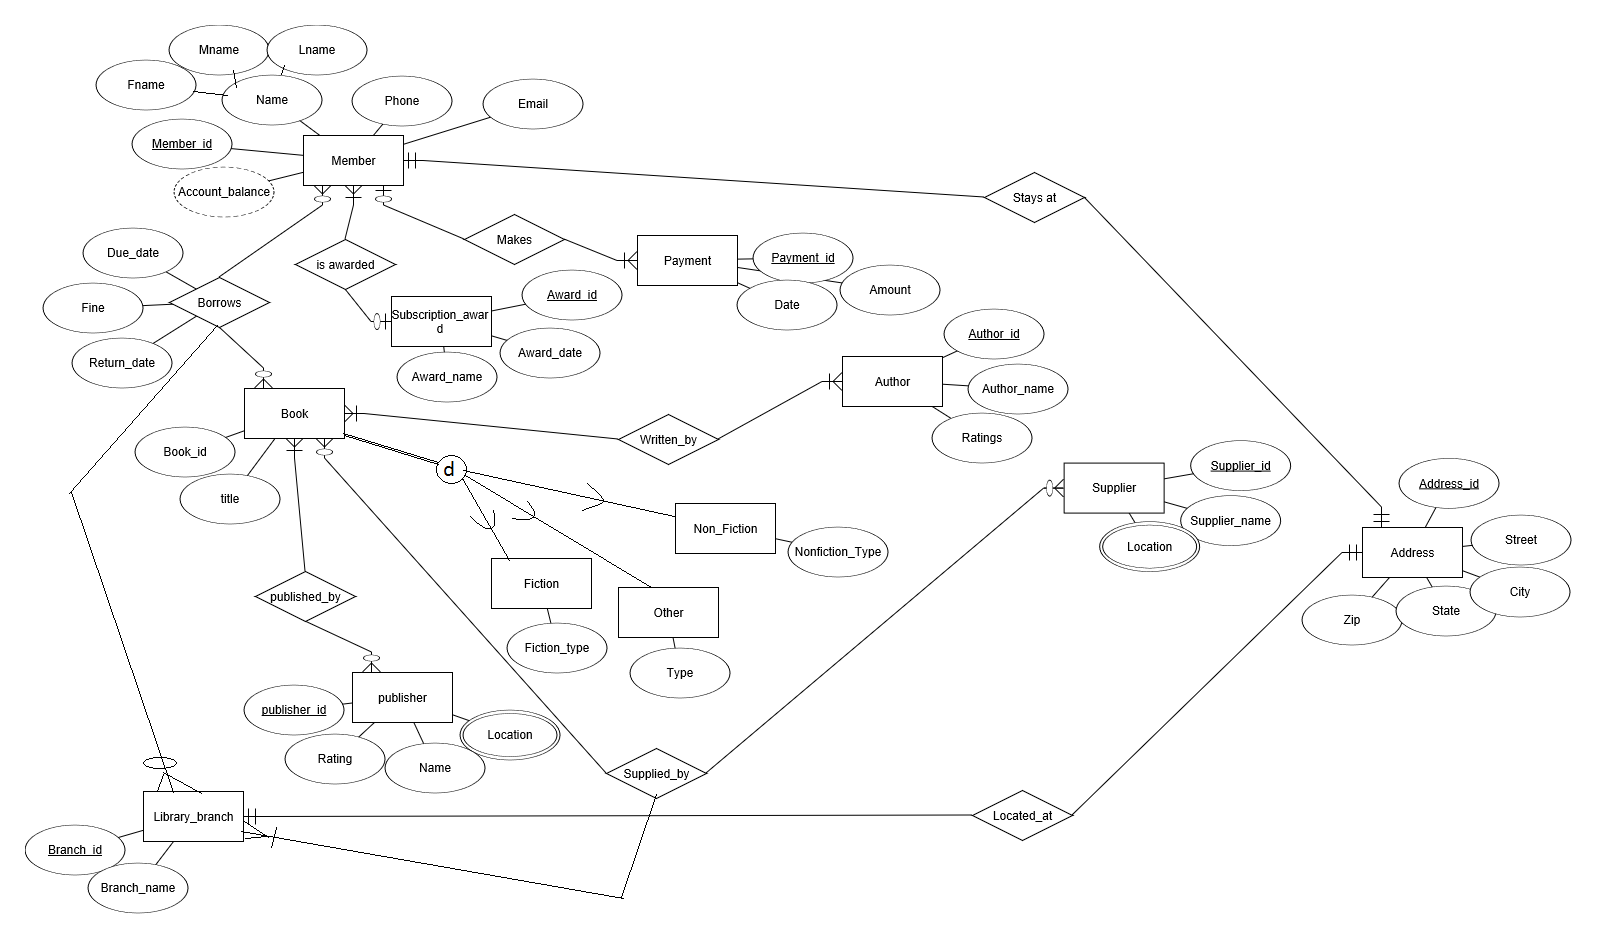 Mname
Lname
Fname
Name
Phone
Email
Member_id
Member
Account_balance
Stays at
Due_date
Makes
Payment
Payment_id
is awarded
Fine
Borrows
Award_id
Date
Amount
Subscription_awar
d
Return_date
Award_date
Award_name
Author_id
Author
Author_name
Book
Written_by
Ratings
Book_id
title
d
Supplier_id
Supplier
Supplier_name
Location
Address_id
Non_Fiction
Nonfiction_Type
Address
Street
City
State
Zip
Fiction
Other
published_by
Fiction_type
Type
publisher
publisher_id
Location
Rating
Name
Supplied_by
Library_branch
Located_at
Branch_id
Branch_name